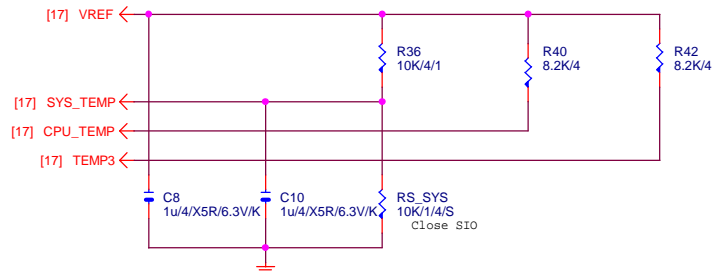 [17] VREF
R36
10K/4/1
R40
8.2K/4
R42
8.2K/4
[17] SYS_TEMP
[17] CPU_TEMP
[17] TEMP3
C8
1u/4/X5R/6.3V/K
C10
1u/4/X5R/6.3V/K
RS_SYS
10K/1/4/S
Close SIO